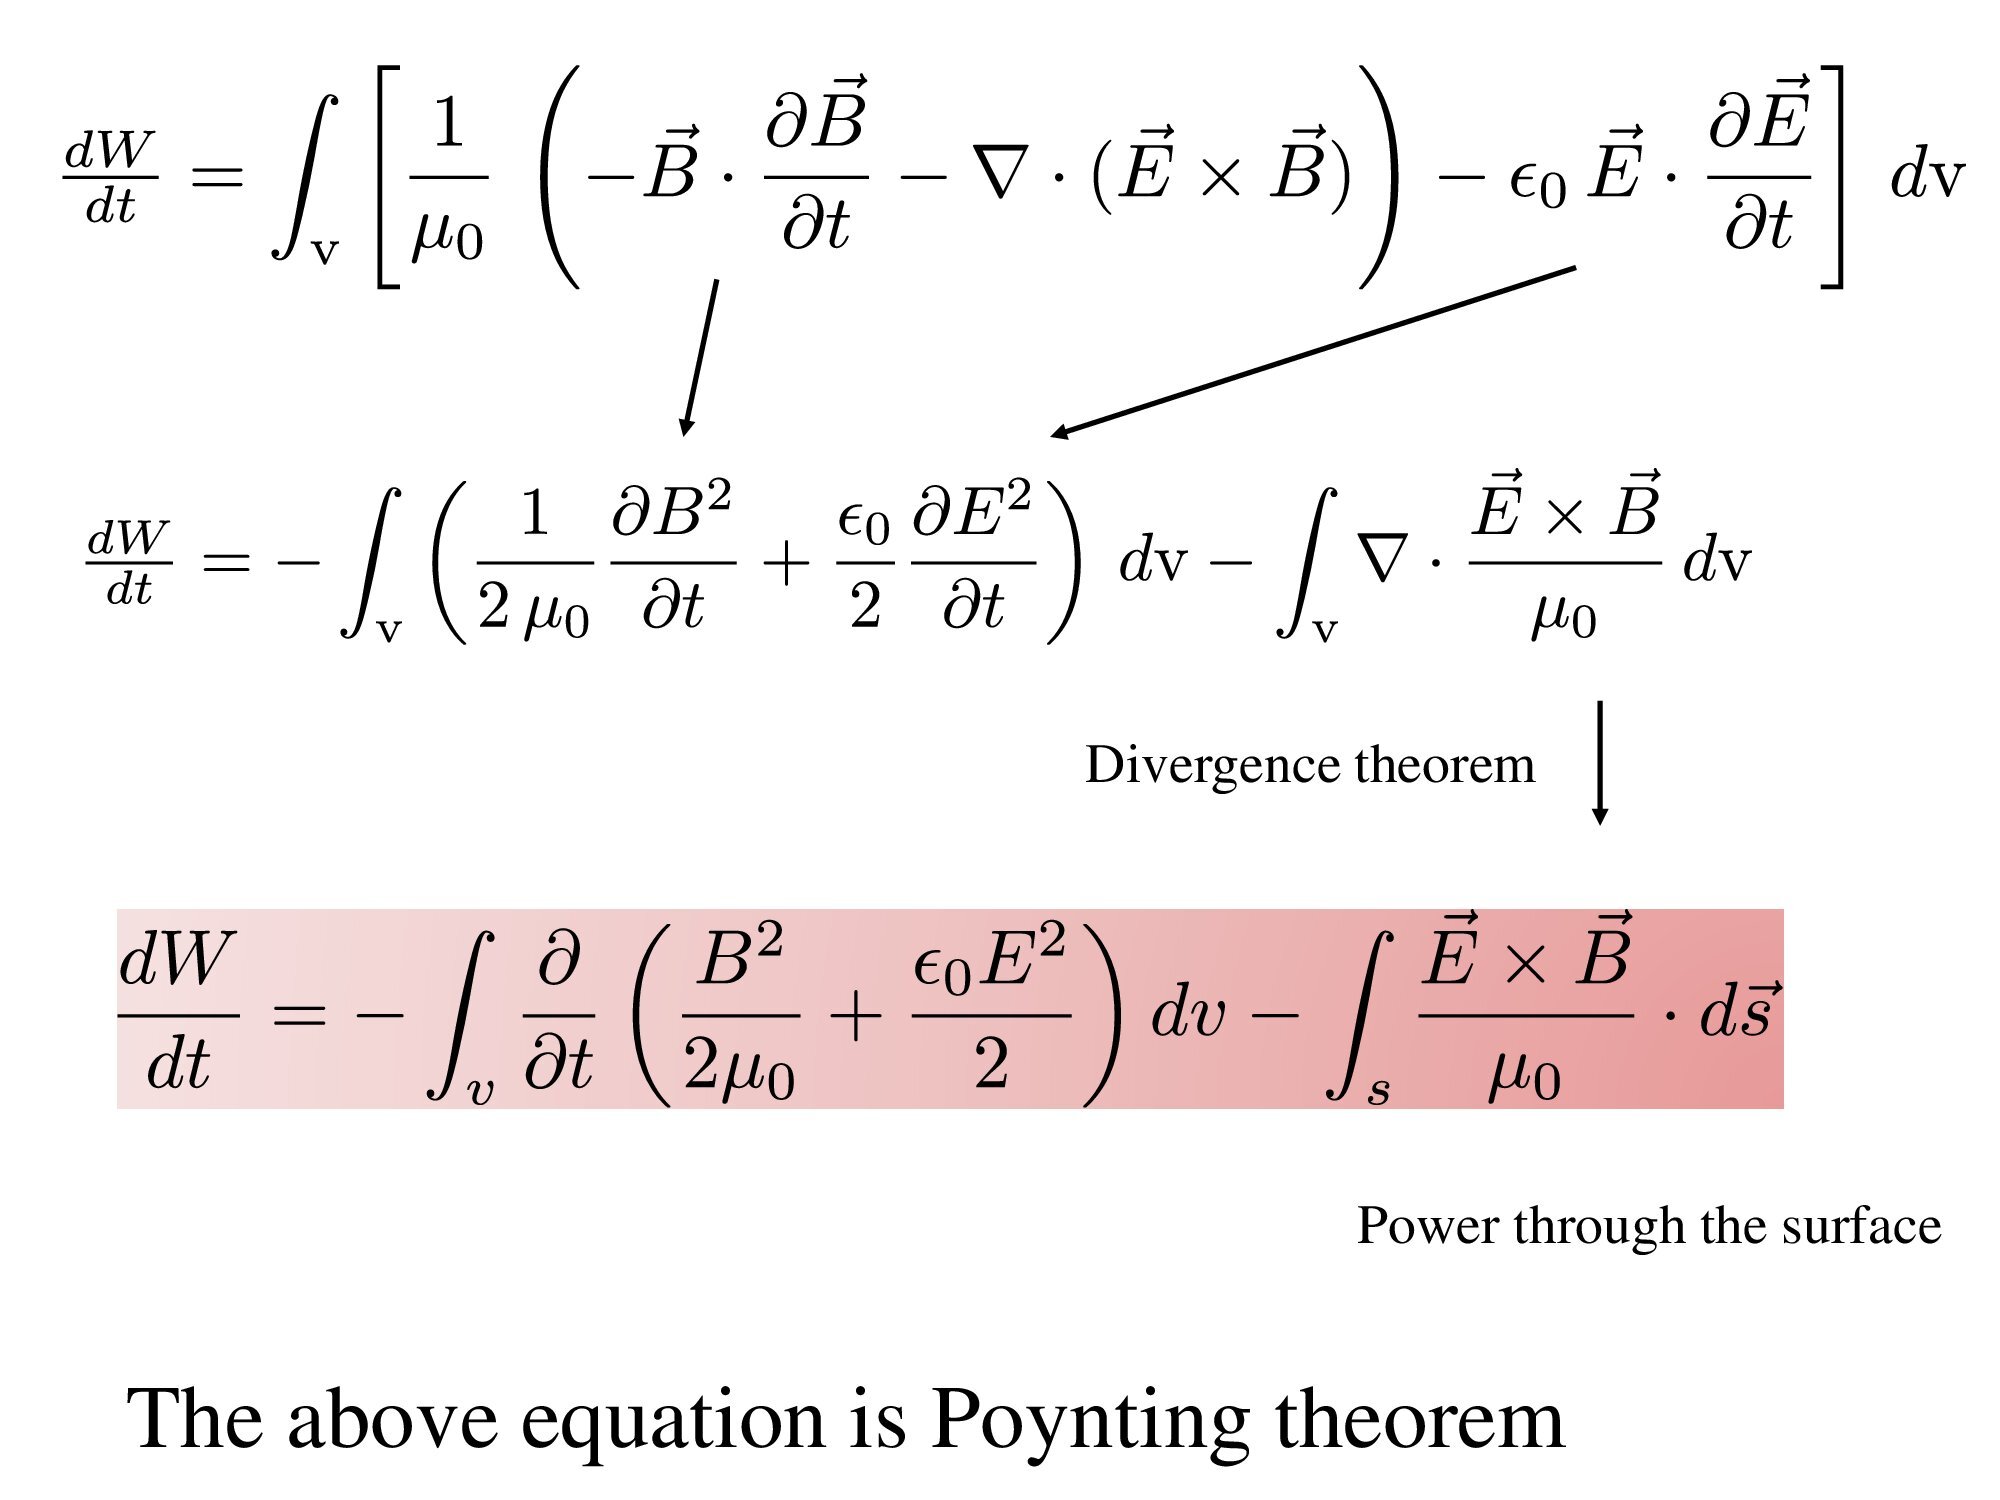 $\frac{dW}{dt} = \int_{\mathrm{v}} \left[ \frac{1}{\mu_0} \left( -\vec{B} \cdot \frac{\partial \vec{B}}{\partial t} - \nabla \cdot (\vec{E} \times \vec{B}) \right) - \epsilon_0 \vec{E} \cdot \frac{\partial \vec{E}}{\partial t} \right] d\mathrm{v}$
$\frac{dW}{dt} = - \int_{\mathrm{v}} \left( \frac{1}{2\,\mu_0} \frac{\partial B^2}{\partial t} + \frac{\epsilon_0}{2} \frac{\partial E^2}{\partial t} \right) d\mathrm{v} - \int_{\mathrm{v}} \nabla \cdot \frac{\vec{E} \times \vec{B}}{\mu_0} \, d\mathrm{v}$
Divergence theorem
$\frac{dW}{dt} = - \int_{v} \frac{\partial}{\partial t} \left( \frac{B^2}{2\mu_0} + \frac{\epsilon_0 E^2}{2} \right) dv - \int_{s} \frac{\vec{E} \times \vec{B}}{\mu_0} \cdot d\vec{s}$
Power through the surface
The above equation is Poynting theorem